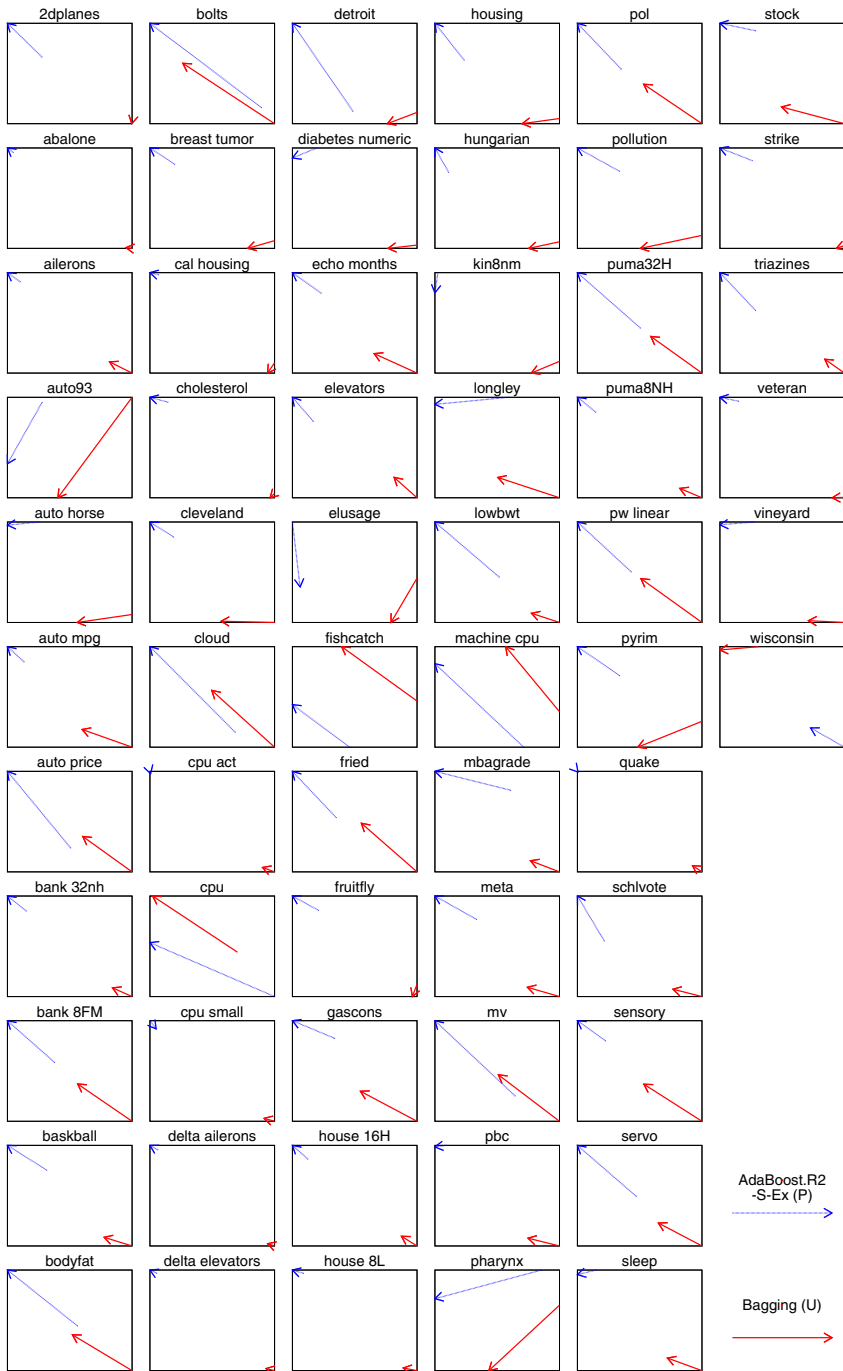 2dplanes bolts detroit housing pol stock
abalone breast tumor diabetes numeric hungarian pollution strike
ailerons cal housing echo months kin8nm puma32H triazines
auto93 cholesterol elevators longley puma8NH veteran
auto horse cleveland elusage lowbwt pw linear vineyard
auto mpg cloud fishcatch machine cpu pyrim wisconsin
auto price cpu act fried mbagrade quake
bank 32nh cpu fruitfly meta schlvote
bank 8FM cpu small gascons mv sensory
baskball delta ailerons house 16H pbc servo
AdaBoost.R2
-S-Ex (P)
bodyfat delta elevators house 8L pharynx sleep
Bagging (U)